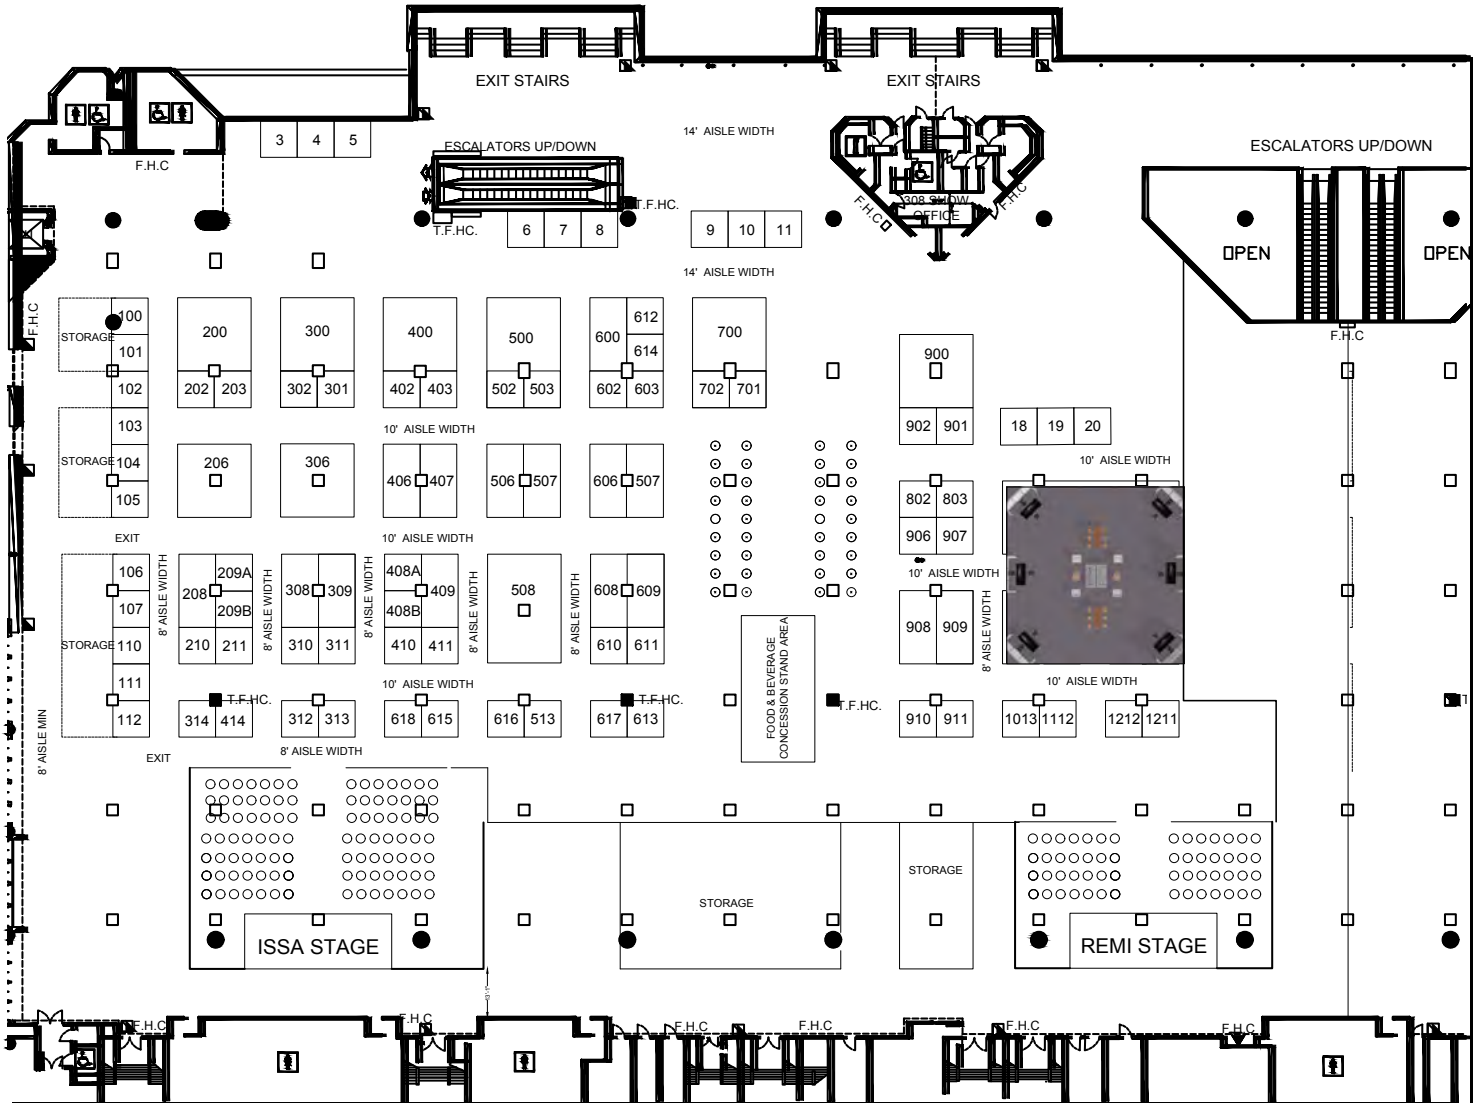 EXIT STAIRS
EXIT STAIRS
14' AISLE WIDTH
3 4 5
ESCALATORS UP/DOWN
ESCALATORS UP/DOWN
F.H.C
308 SHOW
OFFICE
F.H.C
F.H.C
T.F.HC.
T.F.HC.
6 7 8
9 10 11
OPEN
OPEN
14' AISLE WIDTH
F.H.C
F.H.C
STORAGE
100
101
102
200
202 203
300
302 301
400
402 403
500
502 503
600
612
614
602 603
700
702 701
900
902 901
18 19 20
10' AISLE WIDTH
10' AISLE WIDTH
STORAGE
103
104
105
206
306
406 407
506 507
606 507
802 803
906 907
EXIT
10' AISLE WIDTH
10' AISLE WIDTH
STORAGE
106
107
110
111
112
8' AISLE WIDTH
208
209A
209B
210 211
8' AISLE WIDTH
308 309
310 311
8' AISLE WIDTH
408A
408B
409
410 411
8' AISLE WIDTH
508
8' AISLE WIDTH
608 609
610 611
908 909
8' AISLE WIDTH
10' AISLE WIDTH
10' AISLE WIDTH
FOOD & BEVERAGE
CONCESSION STAND AREA
T.F.HC.
T.F.HC.
T.F.HC.
314 414
312 313
618 615
616 513
617 613
910 911
1013 1112
1212 1211
8' AISLE MIN
EXIT
8' AISLE WIDTH
STORAGE
STORAGE
ISSA STAGE
REMI STAGE
F.H.C
F.H.C
F.H.C
F.H.C
F.H.C
F.H.C